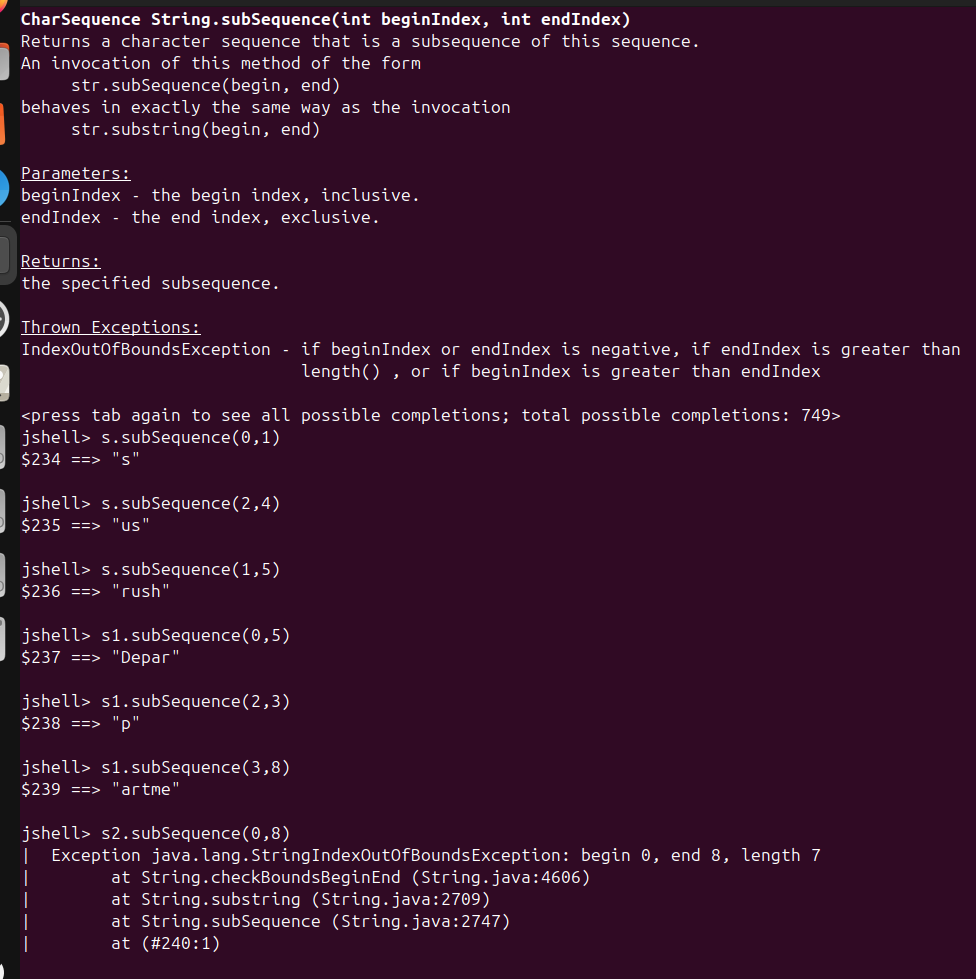 CharSequence String.subSequence(int beginIndex, int endIndex)
Returns a character sequence that is a subsequence of this sequence.
An invocation of this method of the form
     str.subSequence(begin, end)
behaves in exactly the same way as the invocation
     str.substring(begin, end)

Parameters:
beginIndex - the begin index, inclusive.
endIndex - the end index, exclusive.

Returns:
the specified subsequence.

Thrown Exceptions:
IndexOutOfBoundsException - if beginIndex or endIndex is negative, if endIndex is greater than
                            length() , or if beginIndex is greater than endIndex

<press tab again to see all possible completions; total possible completions: 749>
jshell> s.subSequence(0,1)
$234 ==> "s"

jshell> s.subSequence(2,4)
$235 ==> "us"

jshell> s.subSequence(1,5)
$236 ==> "rush"

jshell> s1.subSequence(0,5)
$237 ==> "Depar"

jshell> s1.subSequence(2,3)
$238 ==> "p"

jshell> s1.subSequence(3,8)
$239 ==> "artme"

jshell> s2.subSequence(0,8)
|  Exception java.lang.StringIndexOutOfBoundsException: begin 0, end 8, length 7
|        at String.checkBoundsBeginEnd (String.java:4606)
|        at String.substring (String.java:2709)
|        at String.subSequence (String.java:2747)
|        at (#240:1)